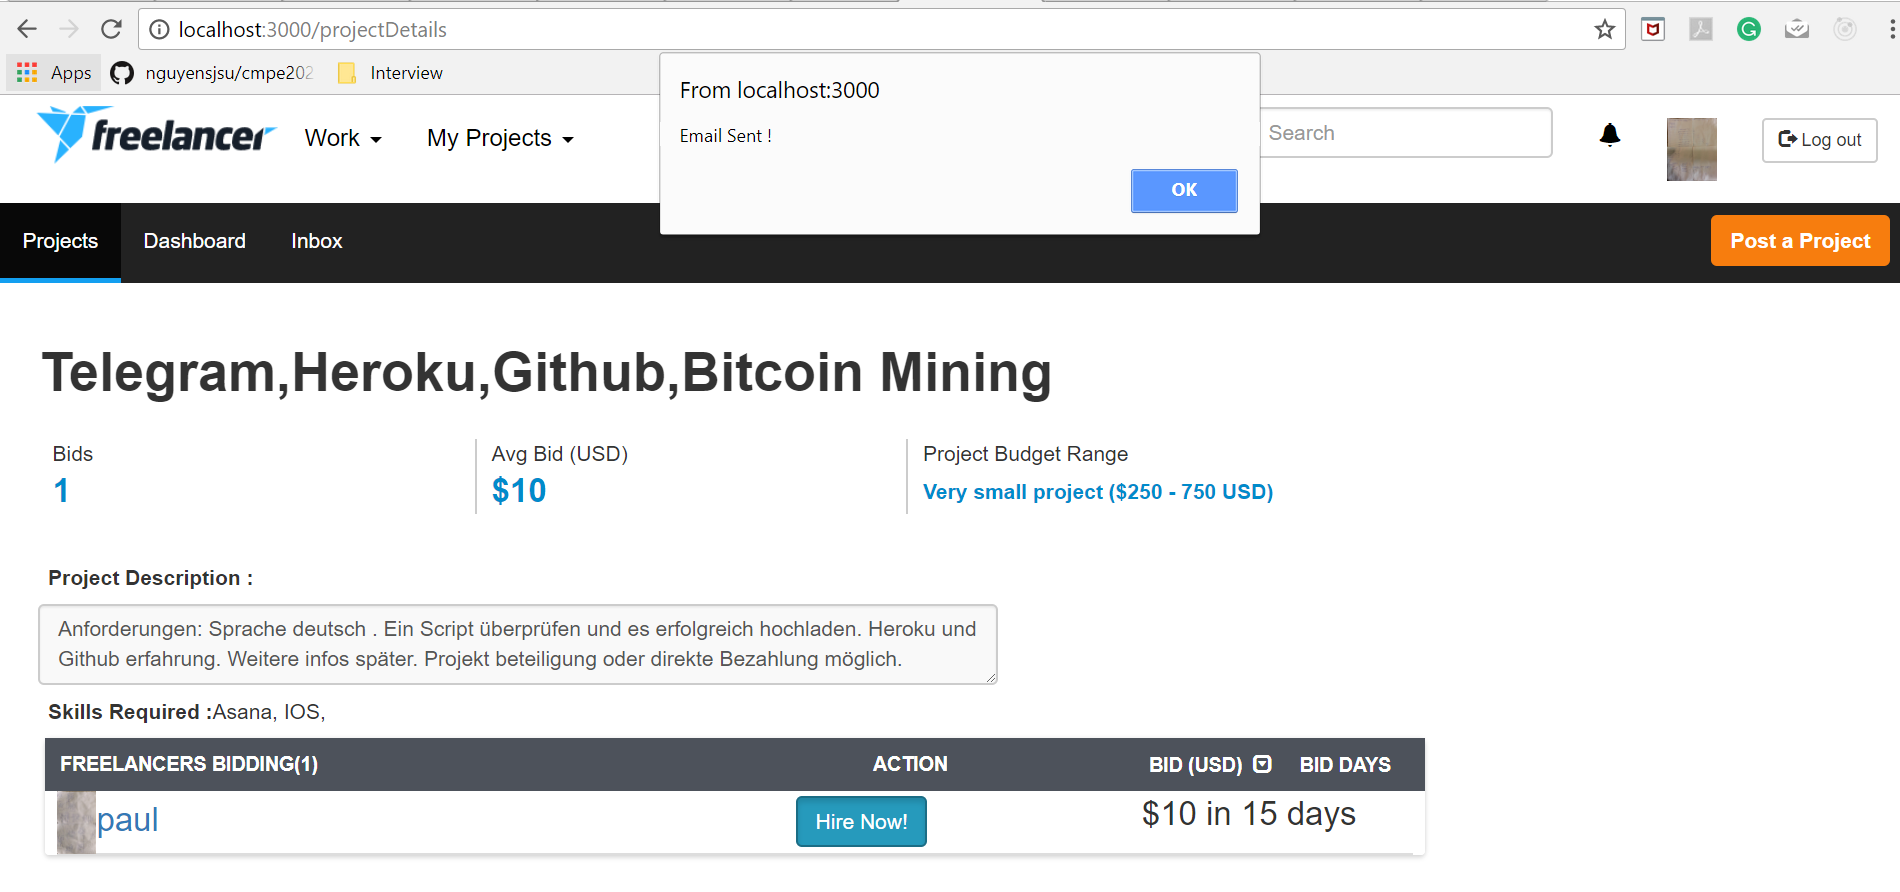 localhost:3000/projectDetails
Apps
nguyensjsu/cmpe202
Interview
From localhost:3000
Email Sent !
OK
freelancer
Work
My Projects
Search
Log out
Projects
Dashboard
Inbox
Post a Project
Telegram,Heroku,Github,Bitcoin Mining
Bids
1
Avg Bid (USD)
$10
Project Budget Range
Very small project ($250 - 750 USD)
Project Description :
Anforderungen: Sprache deutsch . Ein Script überprüfen und es erfolgreich hochladen. Heroku und
Github erfahrung. Weitere infos später. Projekt beteiligung oder direkte Bezahlung möglich.
Skills Required :Asana, IOS,
FREELANCERS BIDDING(1)
ACTION
BID (USD)
BID DAYS
paul
Hire Now!
$10 in 15 days